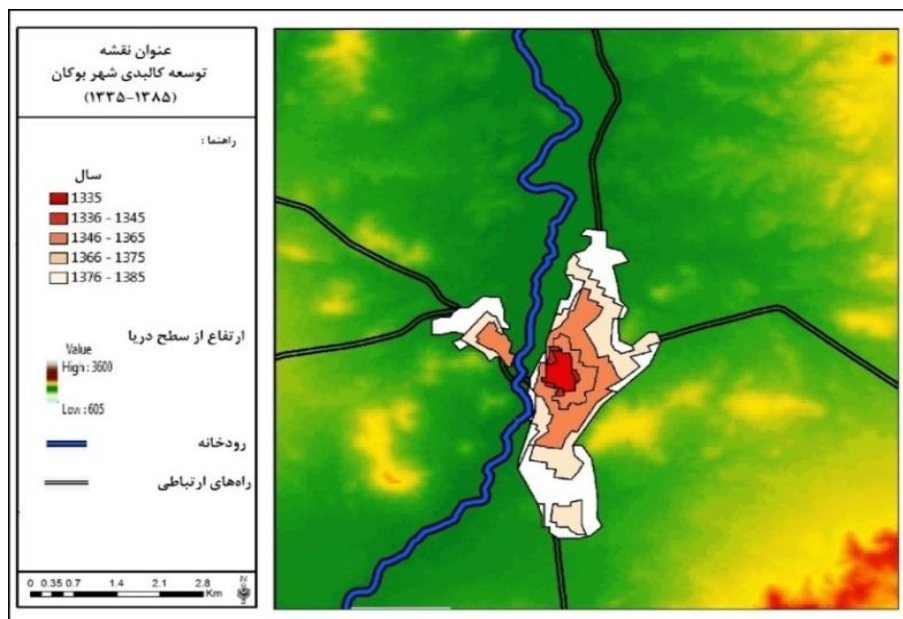 عنوان نقشه
توسعه کالبدی شهر بوکان
(۱۳۳۵-۱۳۸۵)
راهنما :
سال
1335
1336 - 1345
1346 - 1365
1366 - 1375
1376 - 1385
ارتفاع از سطح دریا
Value
High : 3600
Low : 605
رودخانه
راه‌های ارتباطی
0 0.35 0.7 1.4 2.1 2.8
Km